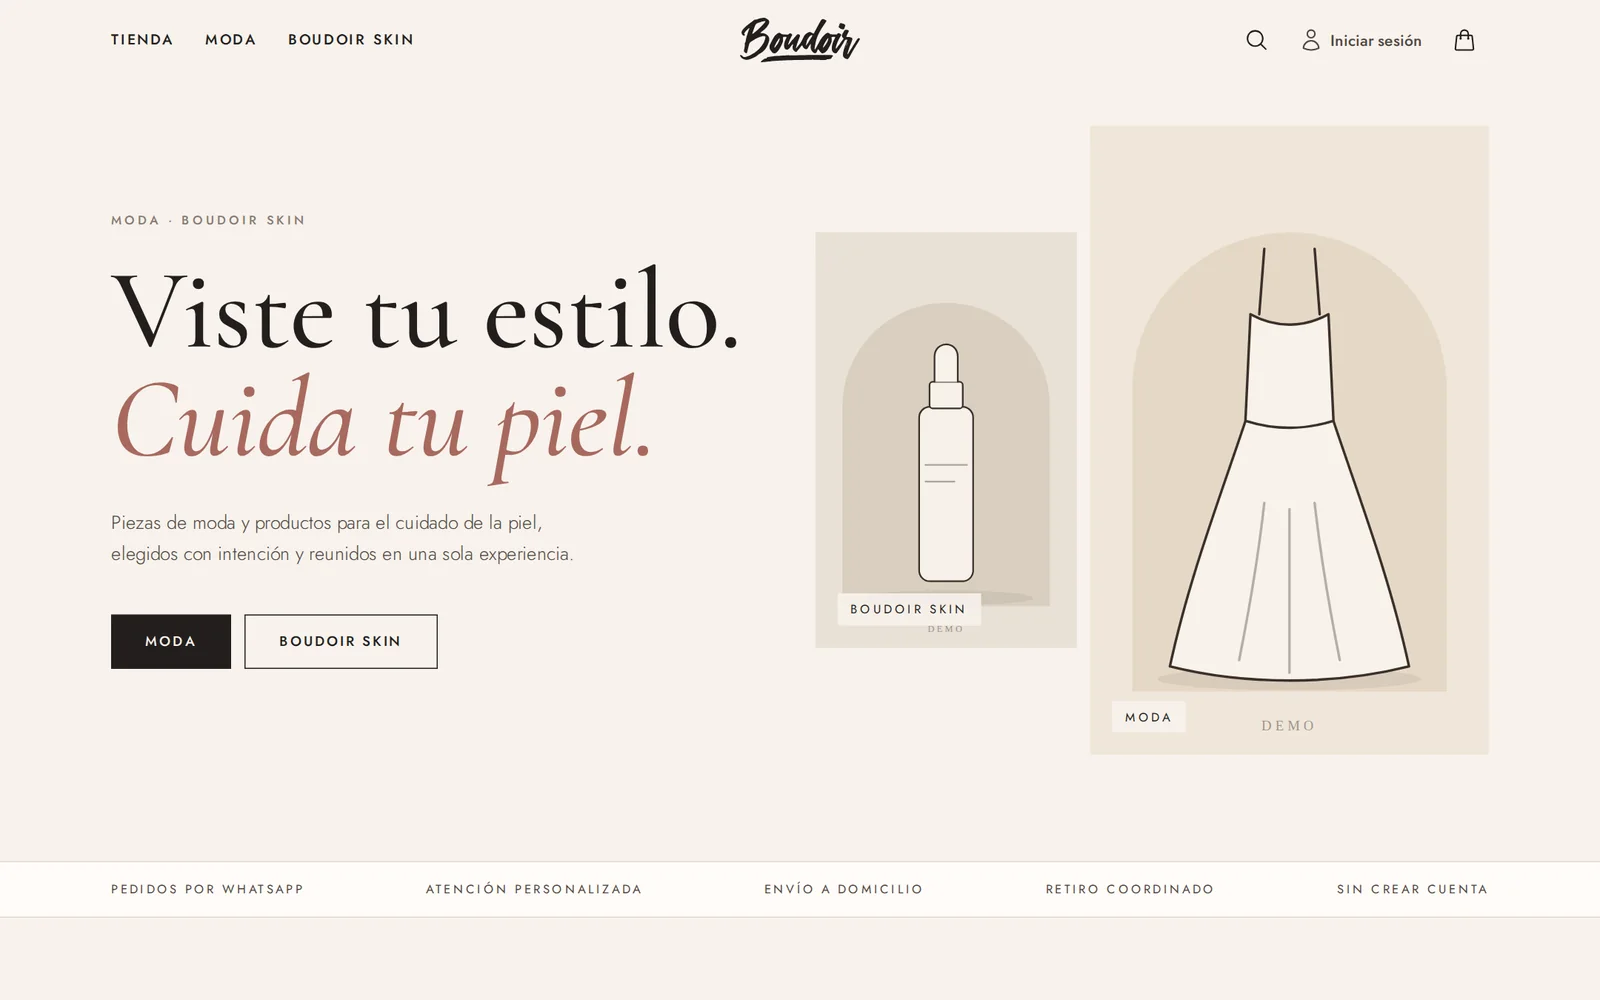 TIENDA MODA BOUDOIR SKIN
Boudoir
Iniciar sesión
MODA · BOUDOIR SKIN
Viste tu estilo.
Cuida tu piel.
Piezas de moda y productos para el cuidado de la piel,
elegidos con intención y reunidos en una sola experiencia.
MODA
BOUDOIR SKIN
BOUDOIR SKIN
DEMO
MODA
DEMO
PEDIDOS POR WHATSAPP
ATENCIÓN PERSONALIZADA
ENVÍO A DOMICILIO
RETIRO COORDINADO
SIN CREAR CUENTA